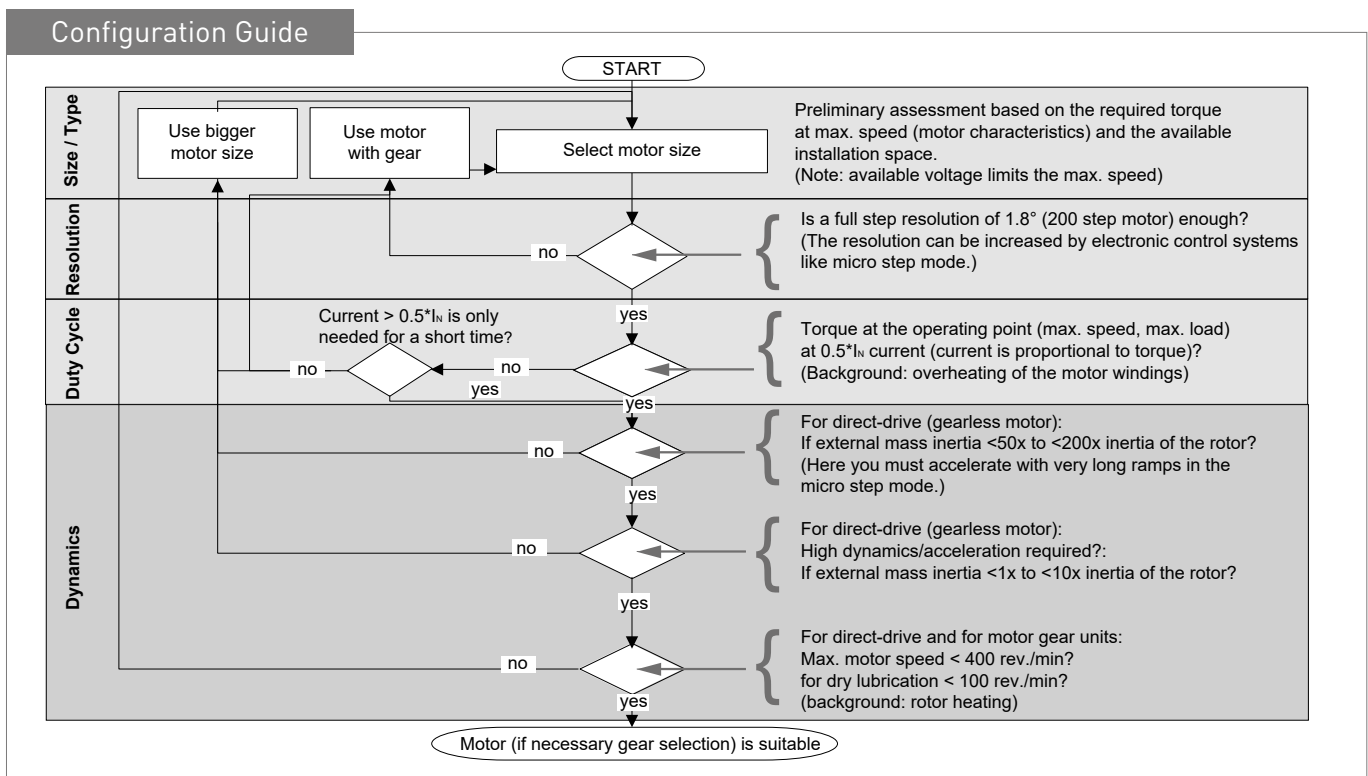 Configuration Guide
START
Size / Type
Use bigger
motor size
Use motor
with gear
Select motor size
Preliminary assessment based on the required torque
at max. speed (motor characteristics) and the available
installation space.
(Note: available voltage limits the max. speed)
Resolution
no
Is a full step resolution of 1.8° (200 step motor) enough?
(The resolution can be increased by electronic control systems
like micro step mode.)
yes
Duty Cycle
Current > 0.5*IN is only
needed for a short time?
no
no
yes
Torque at the operating point (max. speed, max. load)
at 0.5*IN current (current is proportional to torque)?
(Background: overheating of the motor windings)
yes
Dynamics
no
For direct-drive (gearless motor):
If external mass inertia <50x to <200x inertia of the rotor?
(Here you must accelerate with very long ramps in the
micro step mode.)
yes
no
For direct-drive (gearless motor):
High dynamics/acceleration required?:
If external mass inertia <1x to <10x inertia of the rotor?
yes
no
For direct-drive and for motor gear units:
Max. motor speed < 400 rev./min?
for dry lubrication < 100 rev./min?
(background: rotor heating)
yes
Motor (if necessary gear selection) is suitable